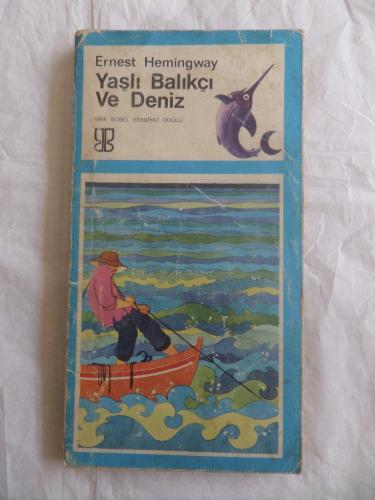 Ernest Hemingway
Yaşlı Balıkçı
Ve Deniz
1954 NOBEL EDEBİYAT ÖDÜLÜ